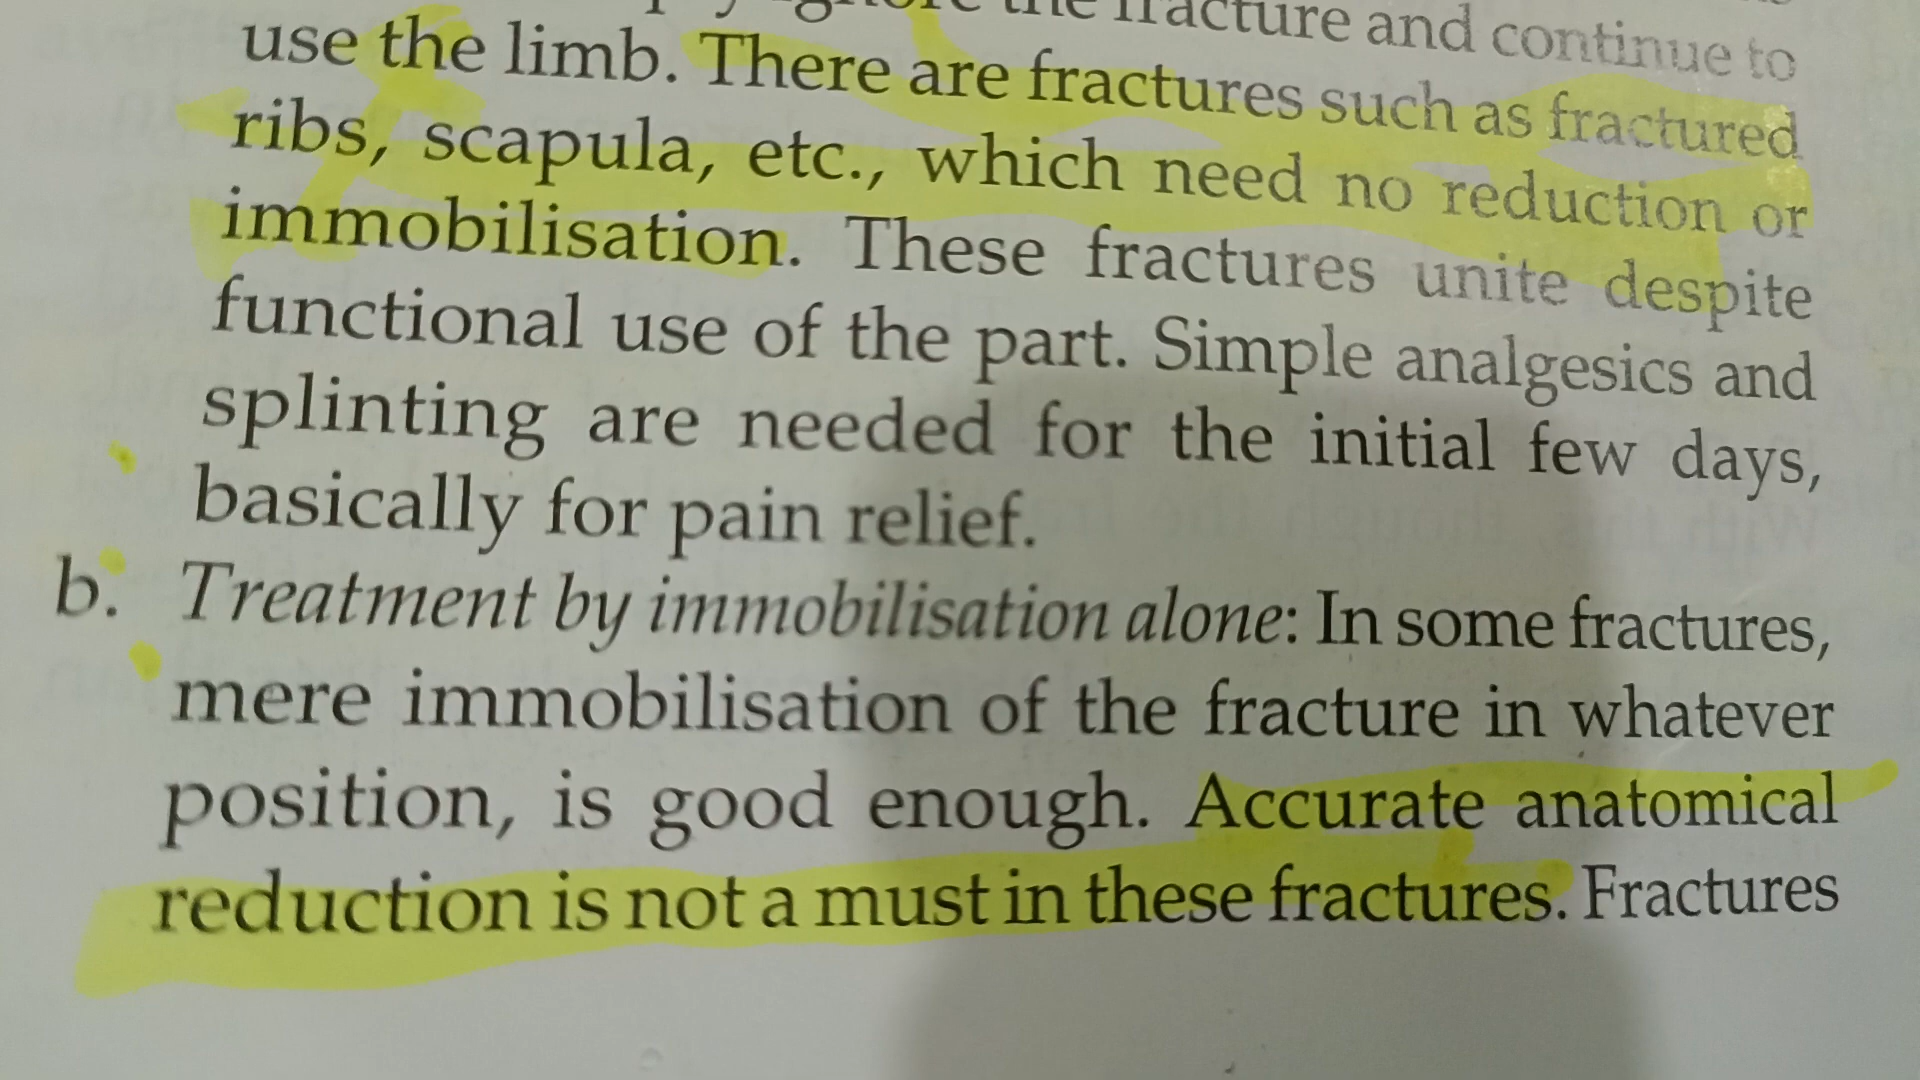 the fracture and continue to
use the limb. There are fractures such as fractured
ribs, scapula, etc., which need no reduction or
immobilisation. These fractures unite despite
functional use of the part. Simple analgesics and
splinting are needed for the initial few days,
basically for pain relief.
b. Treatment by immobilisation alone: In some fractures,
mere immobilisation of the fracture in whatever
position, is good enough. Accurate anatomical
reduction is not a must in these fractures. Fractures